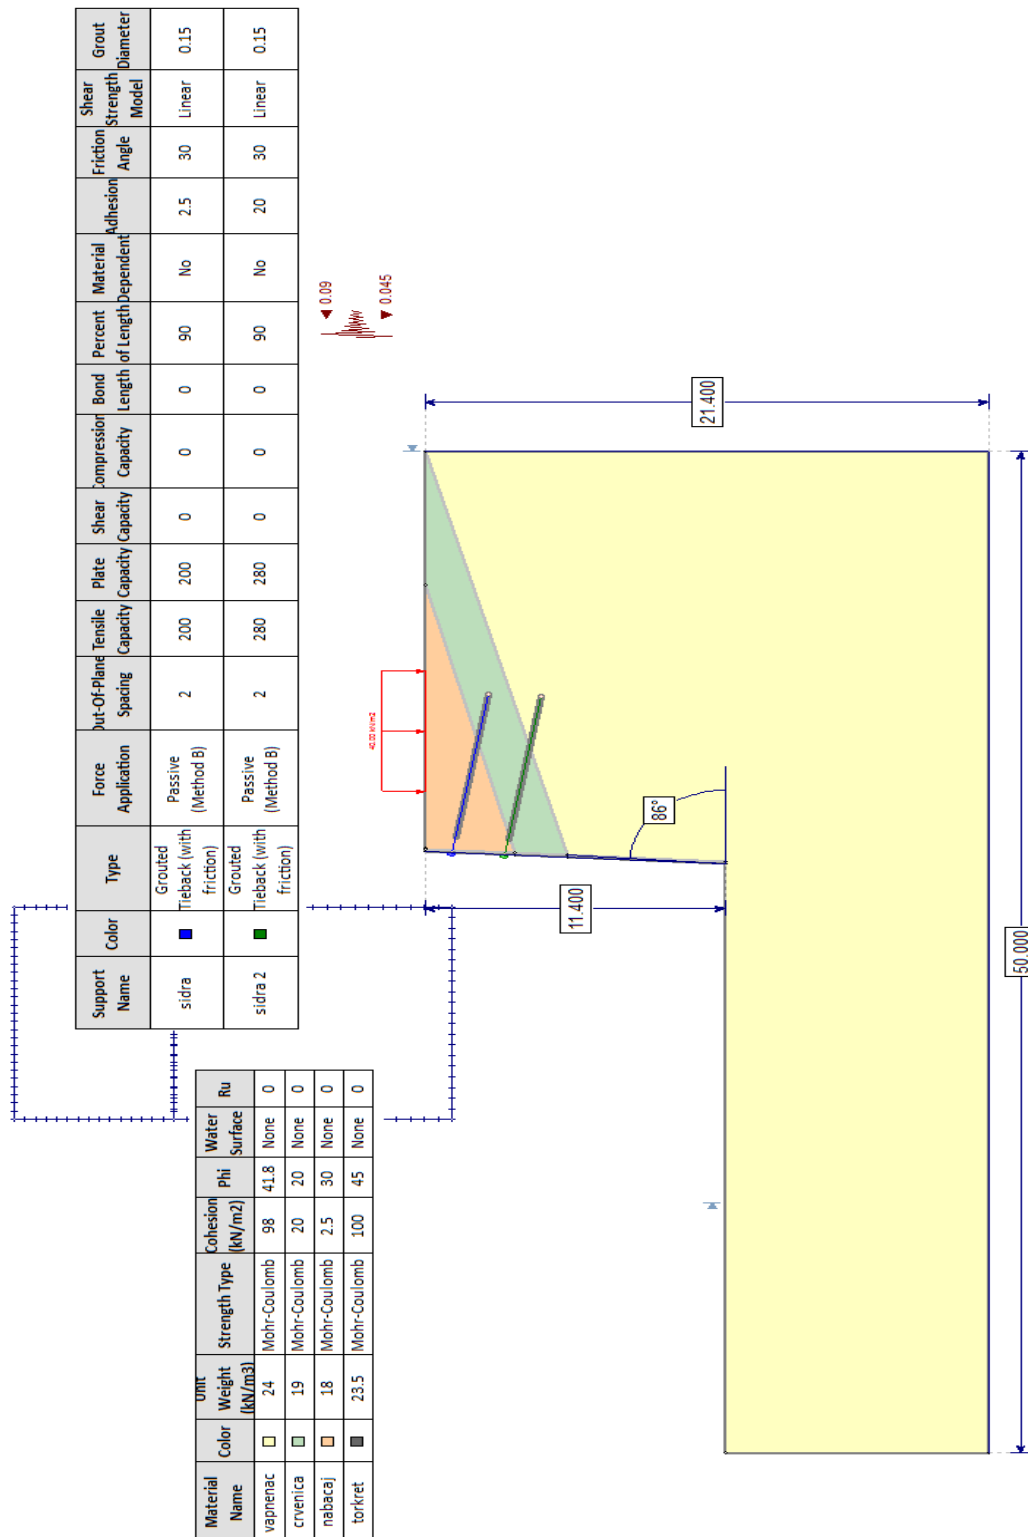 Support Name Color Type Force Application Out-Of-Plane Spacing Tensile Capacity Plate Capacity Shear Capacity Compression Capacity Bond Length Percent of Length Material Dependent Adhesion Friction Angle Shear Strength Model Grout Diameter
sidra Grouted Tieback (with friction) Passive (Method B) 2 200 200 0 0 0 90 No 2.5 30 Linear 0.15
sidra 2 Grouted Tieback (with friction) Passive (Method B) 2 280 280 0 0 0 90 No 20 30 Linear 0.15
Material Name Color Unit Weight (kN/m3) Strength Type Cohesion (kN/m2) Phi Water Surface Ru
vapnenac 24 Mohr-Coulomb 98 41.8 None 0
crvenica 19 Mohr-Coulomb 20 20 None 0
nabacaj 18 Mohr-Coulomb 2.5 30 None 0
torkret 23.5 Mohr-Coulomb 100 45 None 0
0.09
0.045
40.00 kN/m2
21.400
11.400
86°
50.000